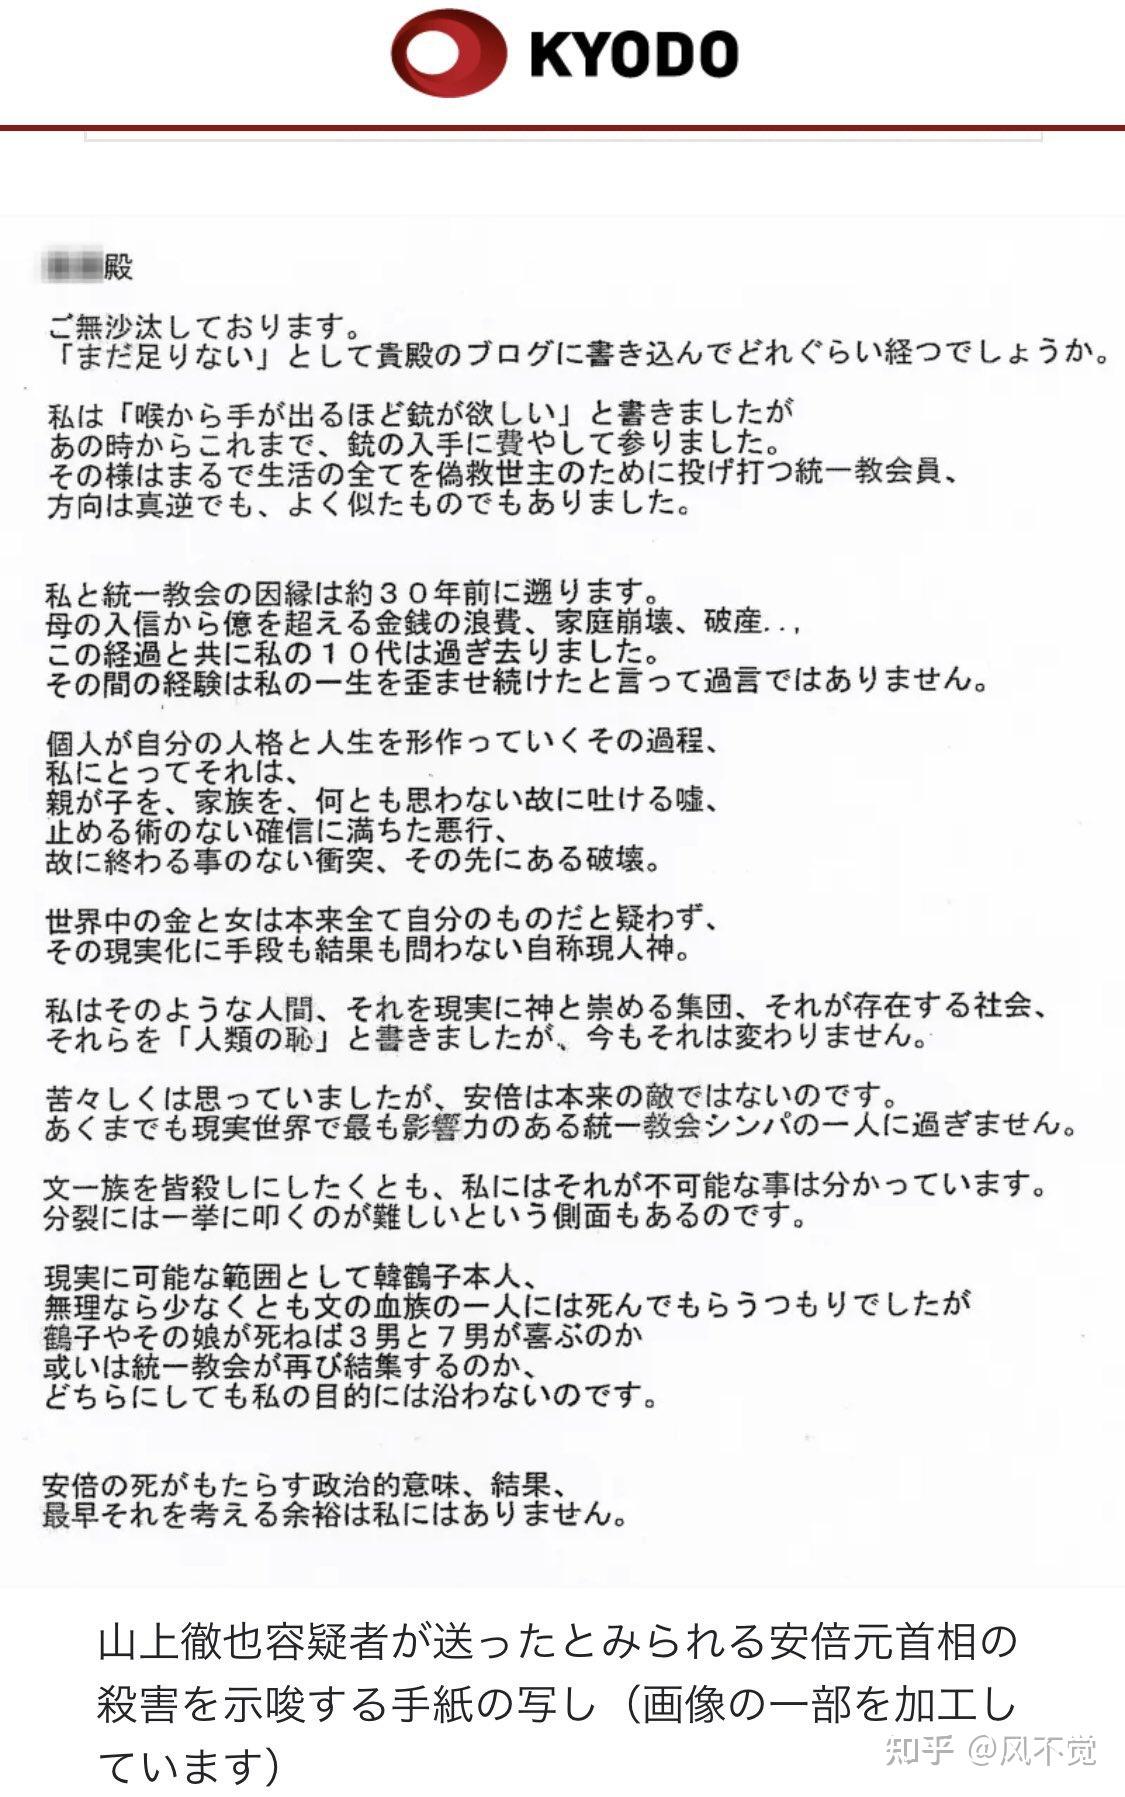 KYODO
殿
ご無沙汰しております。
「まだ足りない」として貴殿のブログに書き込んでどれぐらい経つでしょうか。
私は「喉から手が出るほど銃が欲しい」と書きましたが
あの時からこれまで、銃の入手に費やして参りました。
その様はまるで生活の全てを偽救世主のために投げ打つ統一教会員、
方向は真逆でも、よく似たものでもありました。
私と統一教会の因縁は約30年前に遡ります。
母の入信から億を超える金銭の浪費、家庭崩壊、破産..,
この経過と共に私の10代は過ぎ去りました。
その間の経験は私の一生を歪ませ続けたと言って過言ではありません。
個人が自分の人格と人生を形作っていくその過程、
私にとってそれは、
親が子を、家族を、何とも思わない故に吐ける嘘、
止める術のない確信に満ちた悪行、
故に終わる事のない衝突、その先にある破壊。
世界中の金と女は本来全て自分のものだと疑わず、
その現実化に手段も結果も問わない自称現人神。
私はそのような人間、それを現実に神と崇める集団、それが存在する社会、
それらを「人類の恥」と書きましたが、今もそれは変わりません。
苦々しくは思っていましたが、安倍は本来の敵ではないのです。
あくまでも現実世界で最も影響力のある統一教会シンパの一人に過ぎません。
文一族を皆殺しにしたくとも、私にはそれが不可能な事は分かっています。
分裂には一挙に叩くのが難しいという側面もあるのです。
現実に可能な範囲として韓鶴子本人、
無理なら少なくとも文の血族の一人には死んでもらうつもりでしたが
鶴子やその娘が死ねば3男と7男が喜ぶのか
或いは統一教会が再び結集するのか、
どちらにしても私の目的には沿わないのです。
安倍の死がもたらす政治的意味、結果、
最早それを考える余裕は私にはありません。
山上徹也容疑者が送ったとみられる安倍元首相の
殺害を示唆する手紙の写し（画像の一部を加工し
ています）
知乎 @风不觉